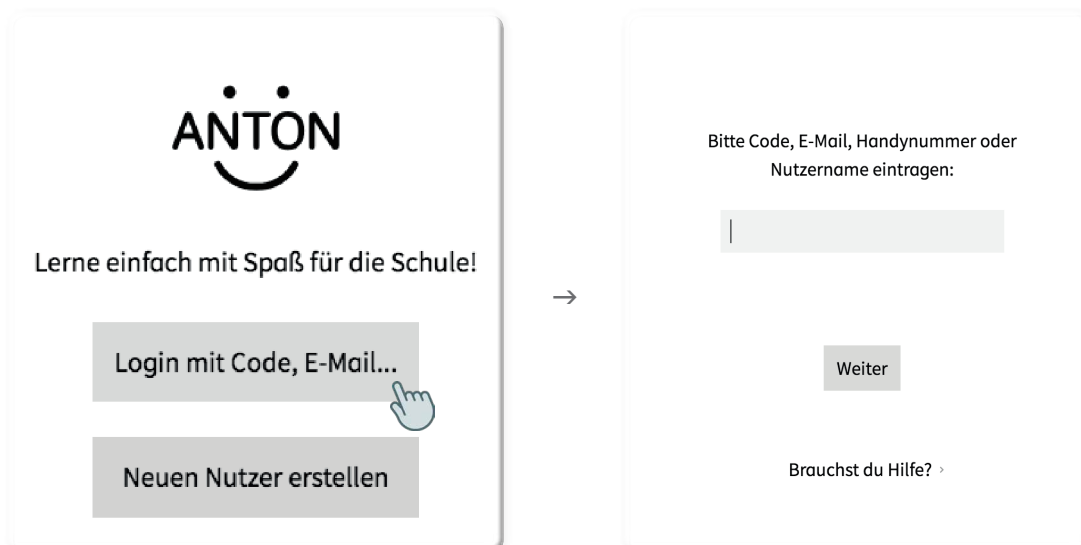 ANTON
Lerne einfach mit Spaß für die Schule!
Login mit Code, E-Mail...
Neuen Nutzer erstellen
→
Bitte Code, E-Mail, Handynummer oder
Nutzername eintragen:
Weiter
Brauchst du Hilfe? ›